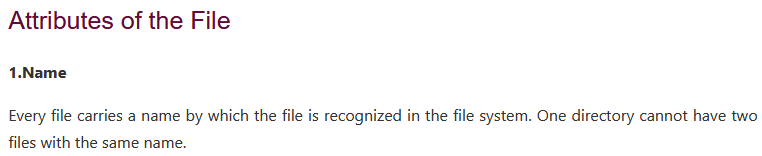 Attributes of the File
1.Name
Every file carries a name by which the file is recognized in the file system. One directory cannot have two
files with the same name.